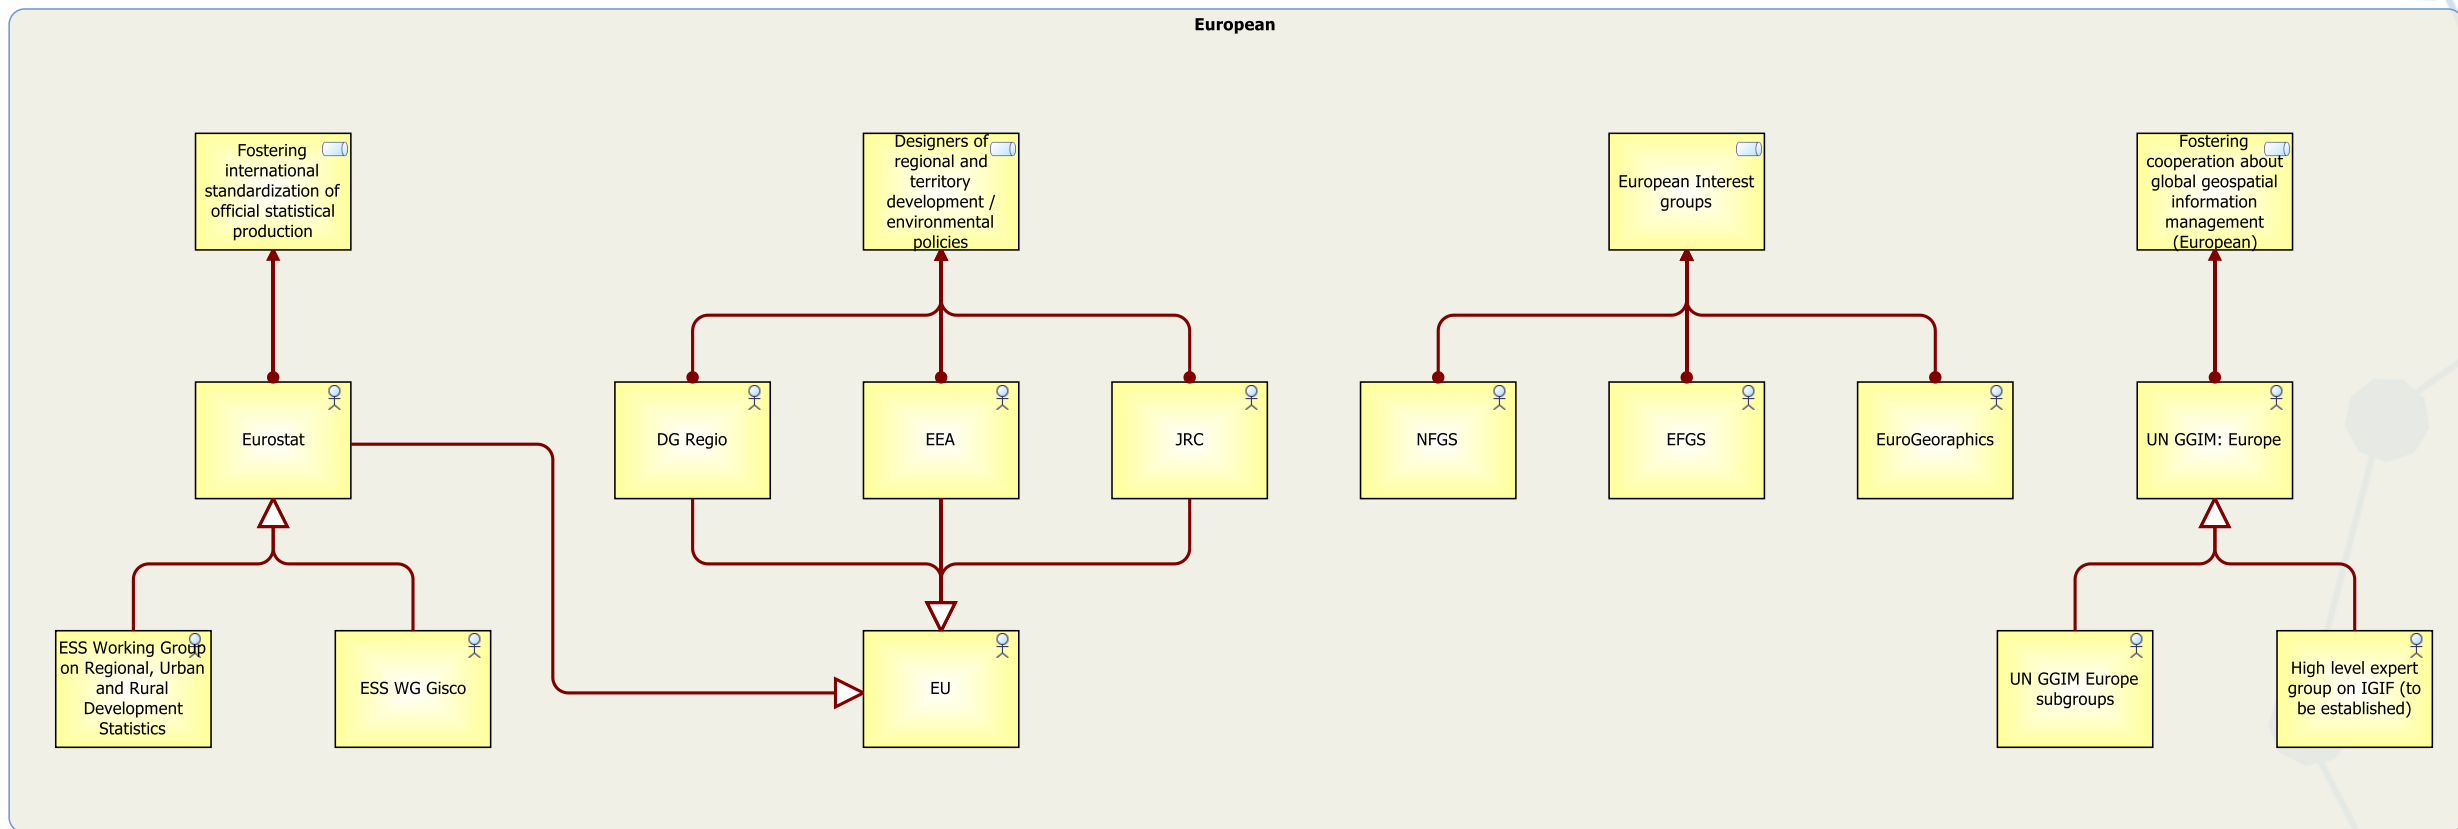 European
Fostering
international
standardization of
official statistical
production
Designers of
regional and
territory
development /
environmental
policies
European Interest
groups
Fostering
cooperation about
global geospatial
information
management
(European)
Eurostat
DG Regio
EEA
JRC
NFGS
EFGS
EuroGeoraphics
UN GGIM: Europe
ESS Working Group
on Regional, Urban
and Rural
Development
Statistics
ESS WG Gisco
EU
UN GGIM Europe
subgroups
High level expert
group on IGIF (to
be established)